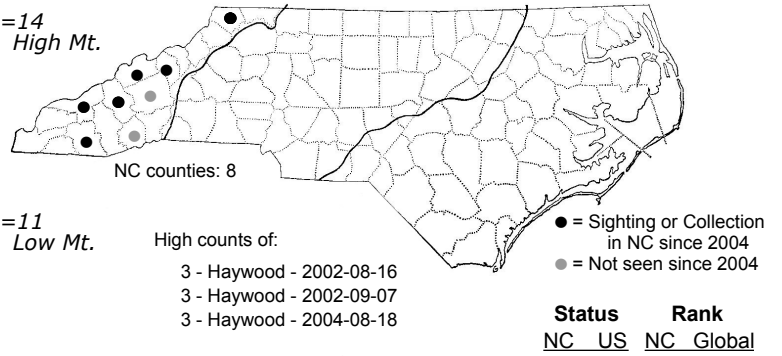 =14
High Mt.
NC counties: 8
=11
Low Mt.
High counts of:
3 - Haywood - 2002-08-16
3 - Haywood - 2002-09-07
3 - Haywood - 2004-08-18
= Sighting or Collection
in NC since 2004
= Not seen since 2004
Status Rank
NC US NC Global